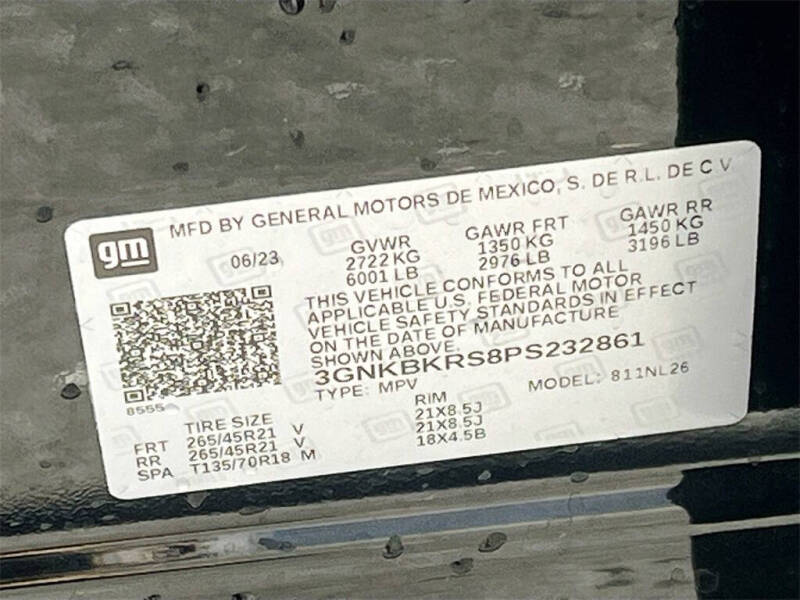 gm
MFD BY GENERAL MOTORS DE MEXICO, S. DE R.L. DE C V
06/23 GVWR GAWR FRT GAWR RR
2722 KG 1350 KG 1450 KG
6001 LB 2976 LB 3196 LB
THIS VEHICLE CONFORMS TO ALL
APPLICABLE U.S. FEDERAL MOTOR
VEHICLE SAFETY STANDARDS IN EFFECT
ON THE DATE OF MANUFACTURE
SHOWN ABOVE.
3GNKBKRS8PS232861
TYPE: MPV MODEL: 811NL26
8555
TIRE SIZE RIM
FRT 265/45R21 V 21X8.5J
RR 265/45R21 V 21X8.5J
SPA T135/70R18 M 18X4.5B